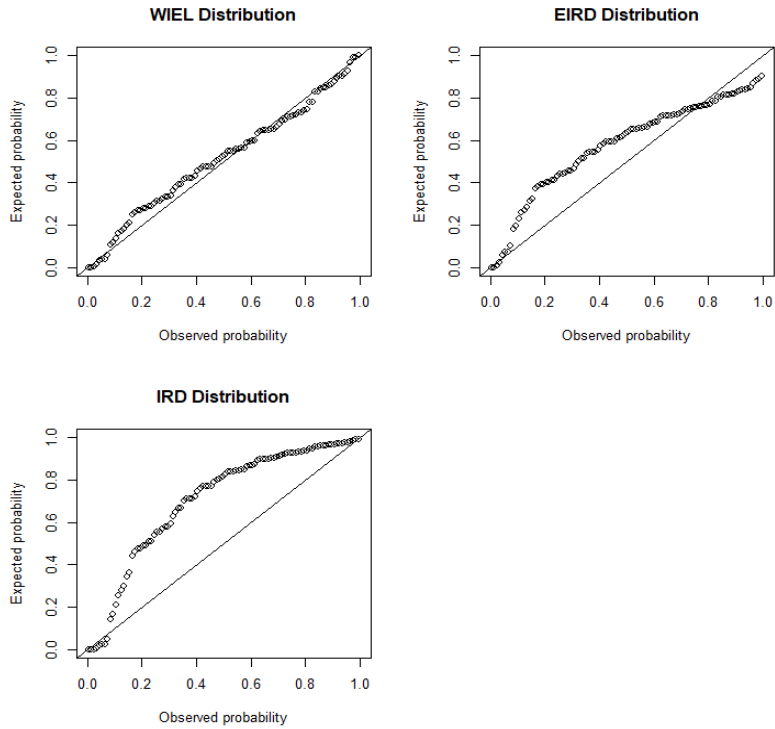 WIEL Distribution
Expected probability
1.0
0.8
0.6
0.4
0.2
0.0
0.0 0.2 0.4 0.6 0.8 1.0
Observed probability
EIRD Distribution
Expected probability
1.0
0.8
0.6
0.4
0.2
0.0
0.0 0.2 0.4 0.6 0.8 1.0
Observed probability
IRD Distribution
Expected probability
1.0
0.8
0.6
0.4
0.2
0.0
0.0 0.2 0.4 0.6 0.8 1.0
Observed probability